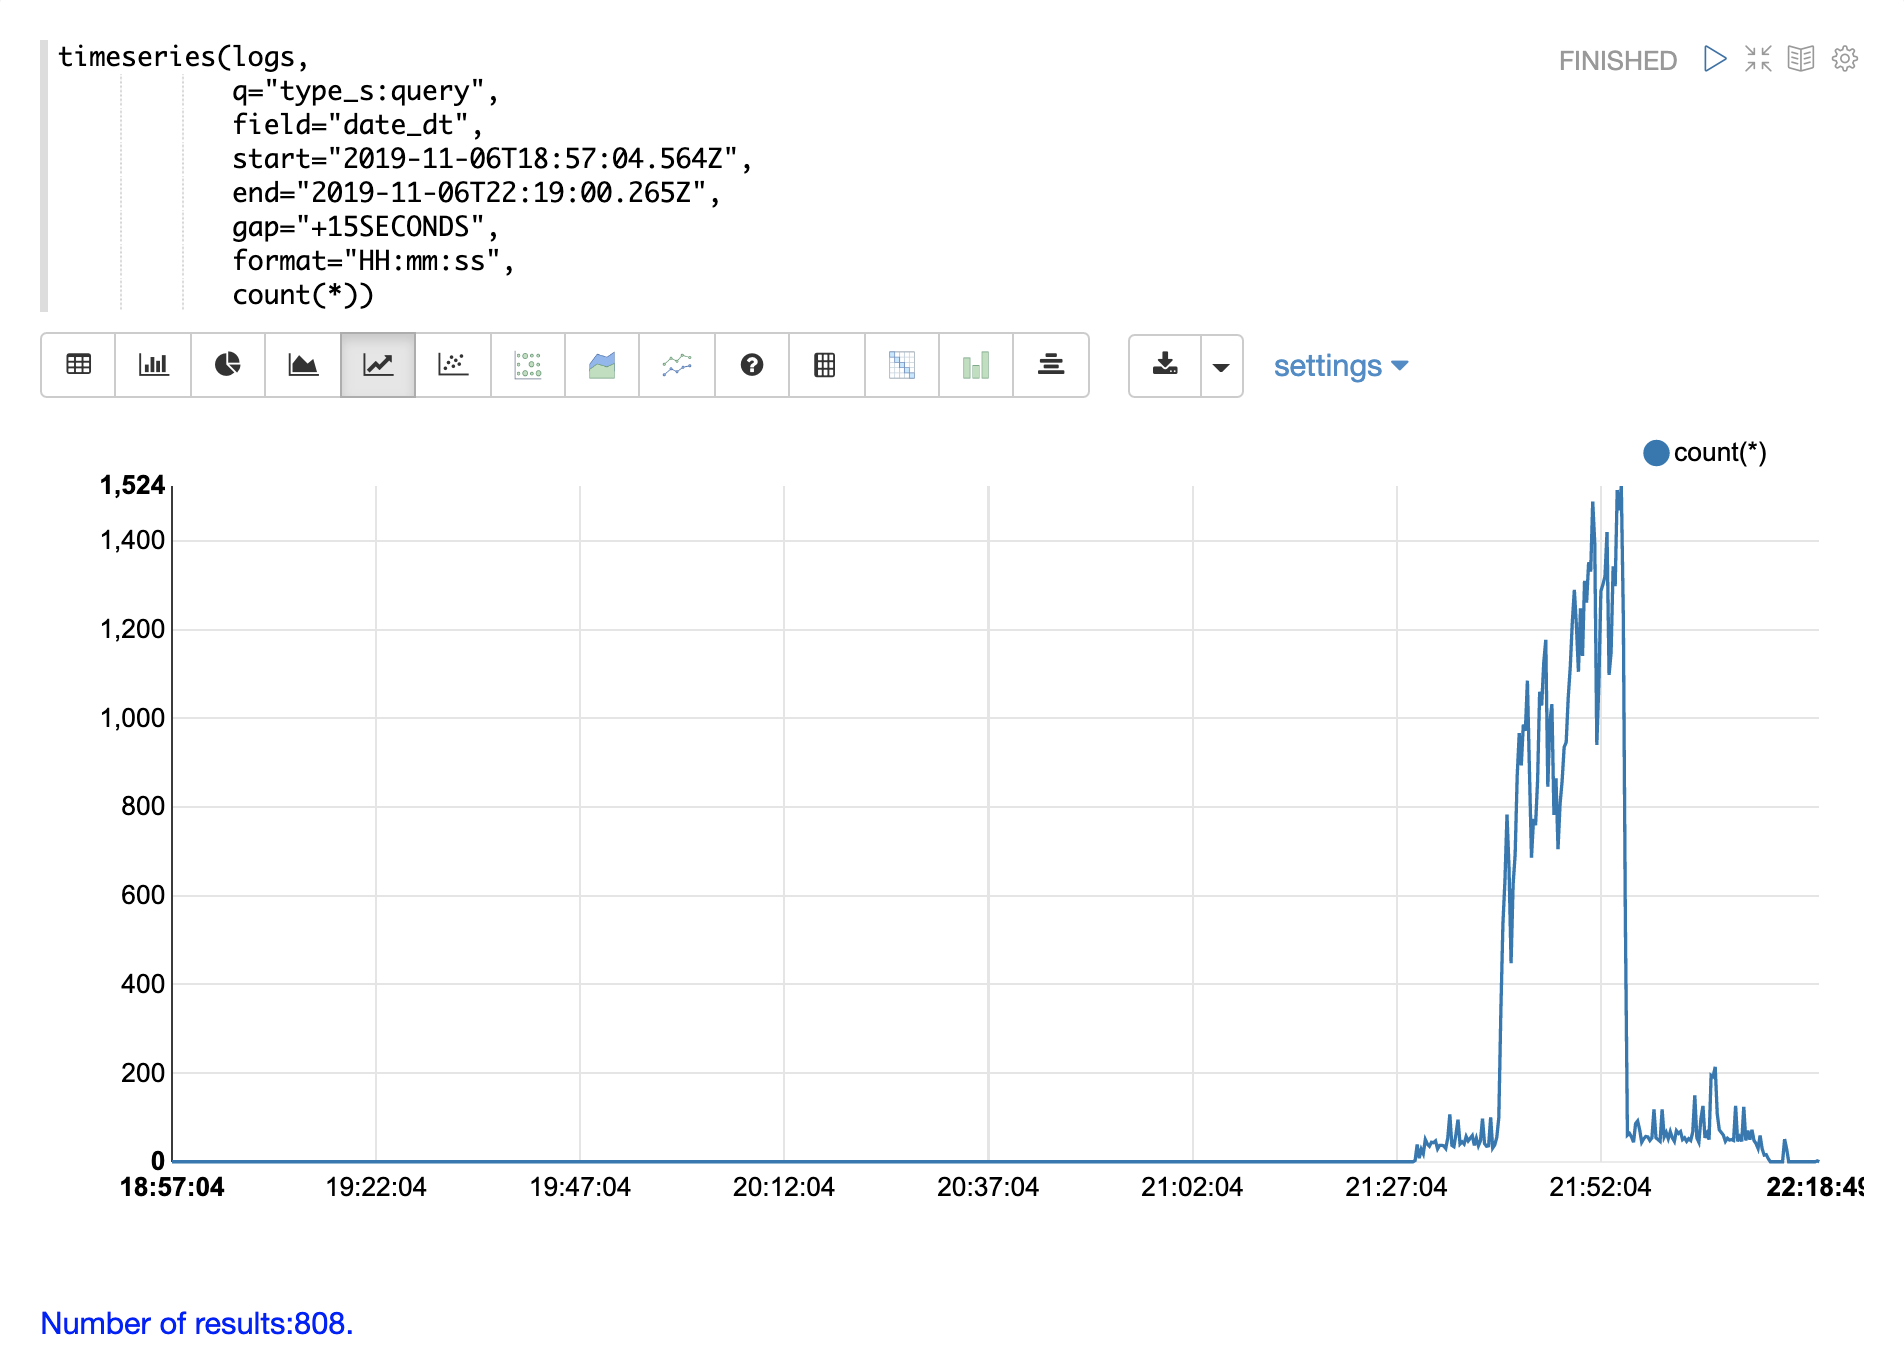 timeseries(logs,
q="type_s:query",
field="date_dt",
start="2019-11-06T18:57:04.564Z",
end="2019-11-06T22:19:00.265Z",
gap="+15SECONDS",
format="HH:mm:ss",
count(*))
FINISHED
settings
count(*)
1,524
1,400
1,200
1,000
800
600
400
200
0
18:57:04 19:22:04 19:47:04 20:12:04 20:37:04 21:02:04 21:27:04 21:52:04 22:18:49
Number of results:808.